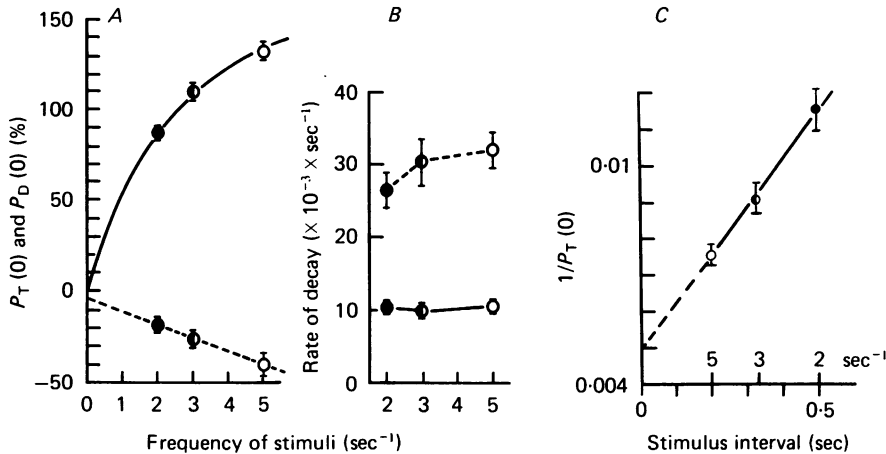 A
150
100
50
0
−50
P_T (0) and P_D (0) (%)
0 1 2 3 4 5
B
40
30
20
10
0
Rate of decay (× 10⁻³ × sec⁻¹)
2 3 4 5
Frequency of stimuli (sec⁻¹)
C
0·01
0·004
1/P_T (0)
5 3 2 sec⁻¹
0 0·5
Stimulus interval (sec)